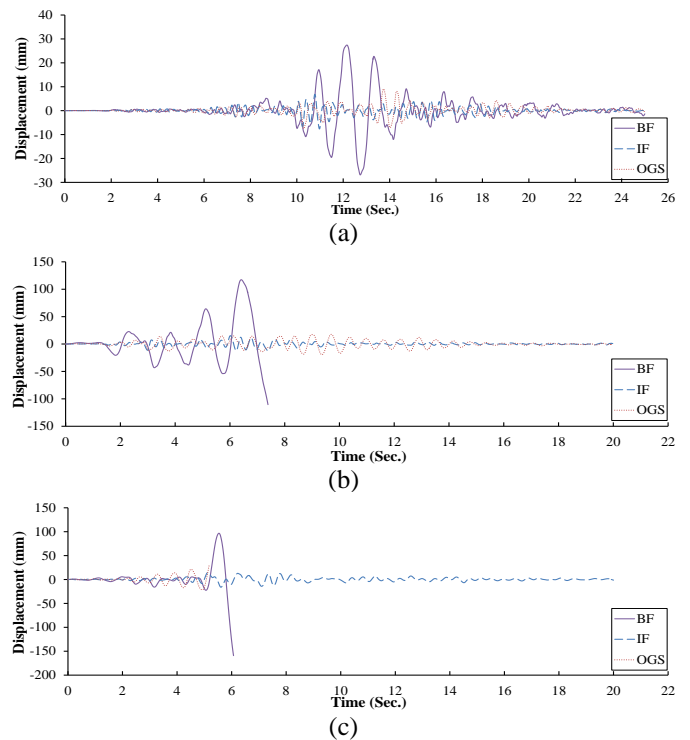 Displacement (mm)
40
30
20
10
0
-10
-20
-30
0 2 4 6 8 10 12 14 16 18 20 22 24 26
Time (Sec.)
BF
IF
OGS
(a)
Displacement (mm)
150
100
50
0
-50
-100
-150
0 2 4 6 8 10 12 14 16 18 20 22
Time (Sec.)
BF
IF
OGS
(b)
Displacement (mm)
150
100
50
0
-50
-100
-150
-200
0 2 4 6 8 10 12 14 16 18 20 22
Time (Sec.)
BF
IF
OGS
(c)